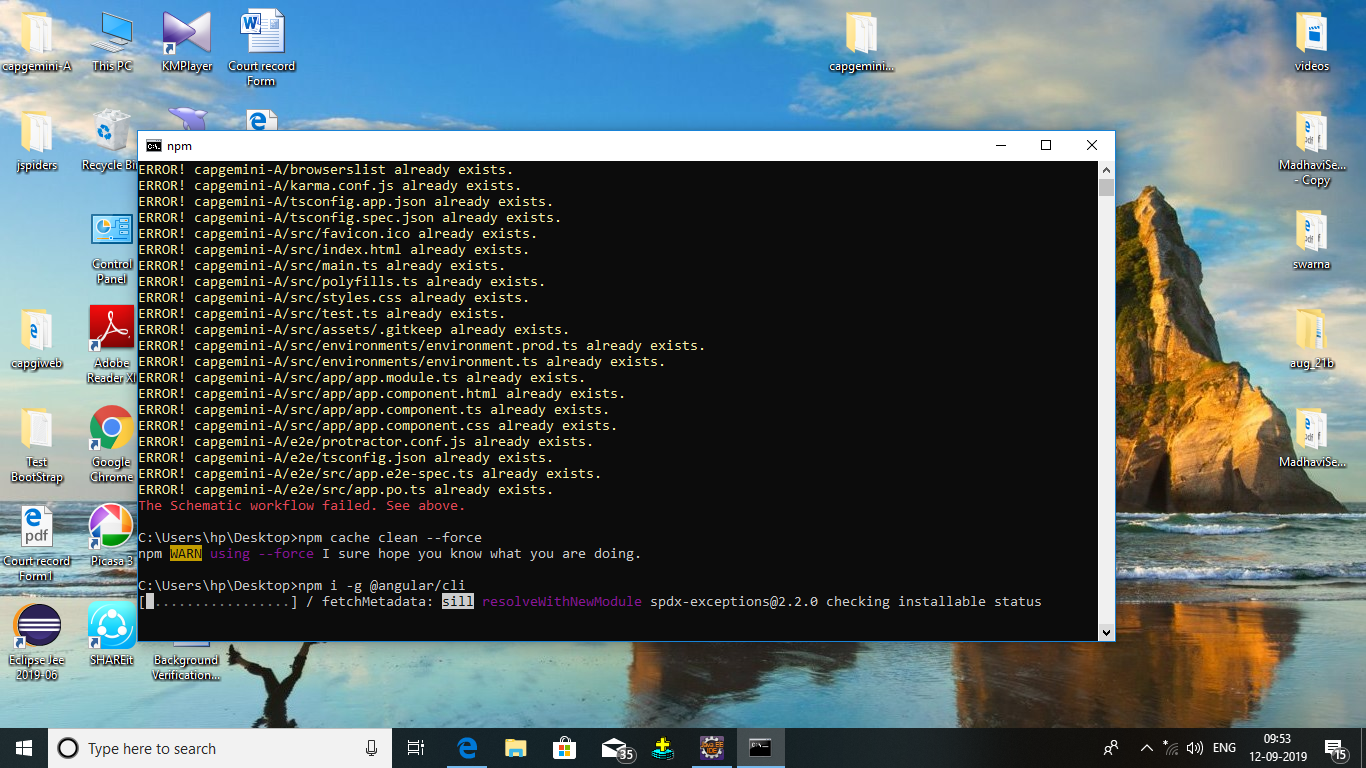 capgemini-A
This PC
KMPlayer
Court record
Form
capgemini...
videos
jspiders
Recycle Bin
MadhaviSe...
- Copy
Control
Panel
swarna
capgiweb
Adobe
Reader XI
aug_21b
Test
BootStrap
Google
Chrome
MadhaviSe...
pdf
Court record
Form1
Picasa 3
Eclipse Jee
2019-06
SHAREit
Background
Verification...
npm
ERROR! capgemini-A/browserslist already exists.
ERROR! capgemini-A/karma.conf.js already exists.
ERROR! capgemini-A/tsconfig.app.json already exists.
ERROR! capgemini-A/tsconfig.spec.json already exists.
ERROR! capgemini-A/src/favicon.ico already exists.
ERROR! capgemini-A/src/index.html already exists.
ERROR! capgemini-A/src/main.ts already exists.
ERROR! capgemini-A/src/polyfills.ts already exists.
ERROR! capgemini-A/src/styles.css already exists.
ERROR! capgemini-A/src/test.ts already exists.
ERROR! capgemini-A/src/assets/.gitkeep already exists.
ERROR! capgemini-A/src/environments/environment.prod.ts already exists.
ERROR! capgemini-A/src/environments/environment.ts already exists.
ERROR! capgemini-A/src/app/app.module.ts already exists.
ERROR! capgemini-A/src/app/app.component.html already exists.
ERROR! capgemini-A/src/app/app.component.ts already exists.
ERROR! capgemini-A/src/app/app.component.css already exists.
ERROR! capgemini-A/e2e/protractor.conf.js already exists.
ERROR! capgemini-A/e2e/tsconfig.json already exists.
ERROR! capgemini-A/e2e/src/app.e2e-spec.ts already exists.
ERROR! capgemini-A/e2e/src/app.po.ts already exists.
The Schematic workflow failed. See above.
C:\Users\hp\Desktop>npm cache clean --force
npm WARN using --force I sure hope you know what you are doing.
C:\Users\hp\Desktop>npm i -g @angular/cli
[ .................] / fetchMetadata: sill resolveWithNewModule spdx-exceptions@2.2.0 checking installable status
Type here to search
35
ENG
09:53
12-09-2019
15